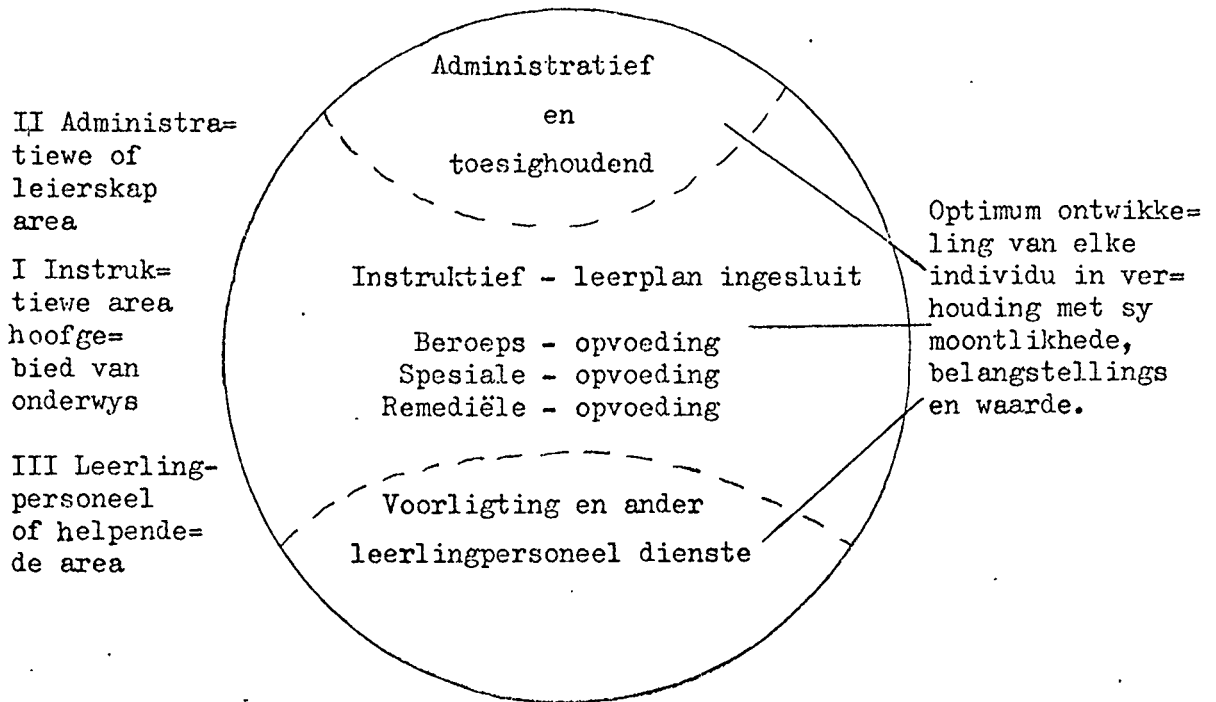 Administratief
en
toesighoudend
II Administra=
tiewe of
leierskap
area
I Instruk=
tiewe area
hoofge=
bied van
onderwys
III Leerling-
personeel
of helpende=
de area
Instruktief - leerplan ingesluit
Beroeps - opvoeding
Spesiale - opvoeding
Remediële - opvoeding
Voorligting en ander
leerlingpersoneel dienste
Optimum ontwikke=
ling van elke
individu in ver=
houding met sy
moontlikhede,
belangstellings
en waarde.